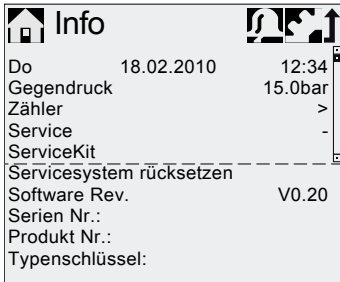 Info
Do 18.02.2010 12:34
Gegendruck 15.0bar
Zähler >
Service -
ServiceKit
Servicesystem rücksetzen
Software Rev. V0.20
Serien Nr.:
Produkt Nr.:
Typenschlüssel: